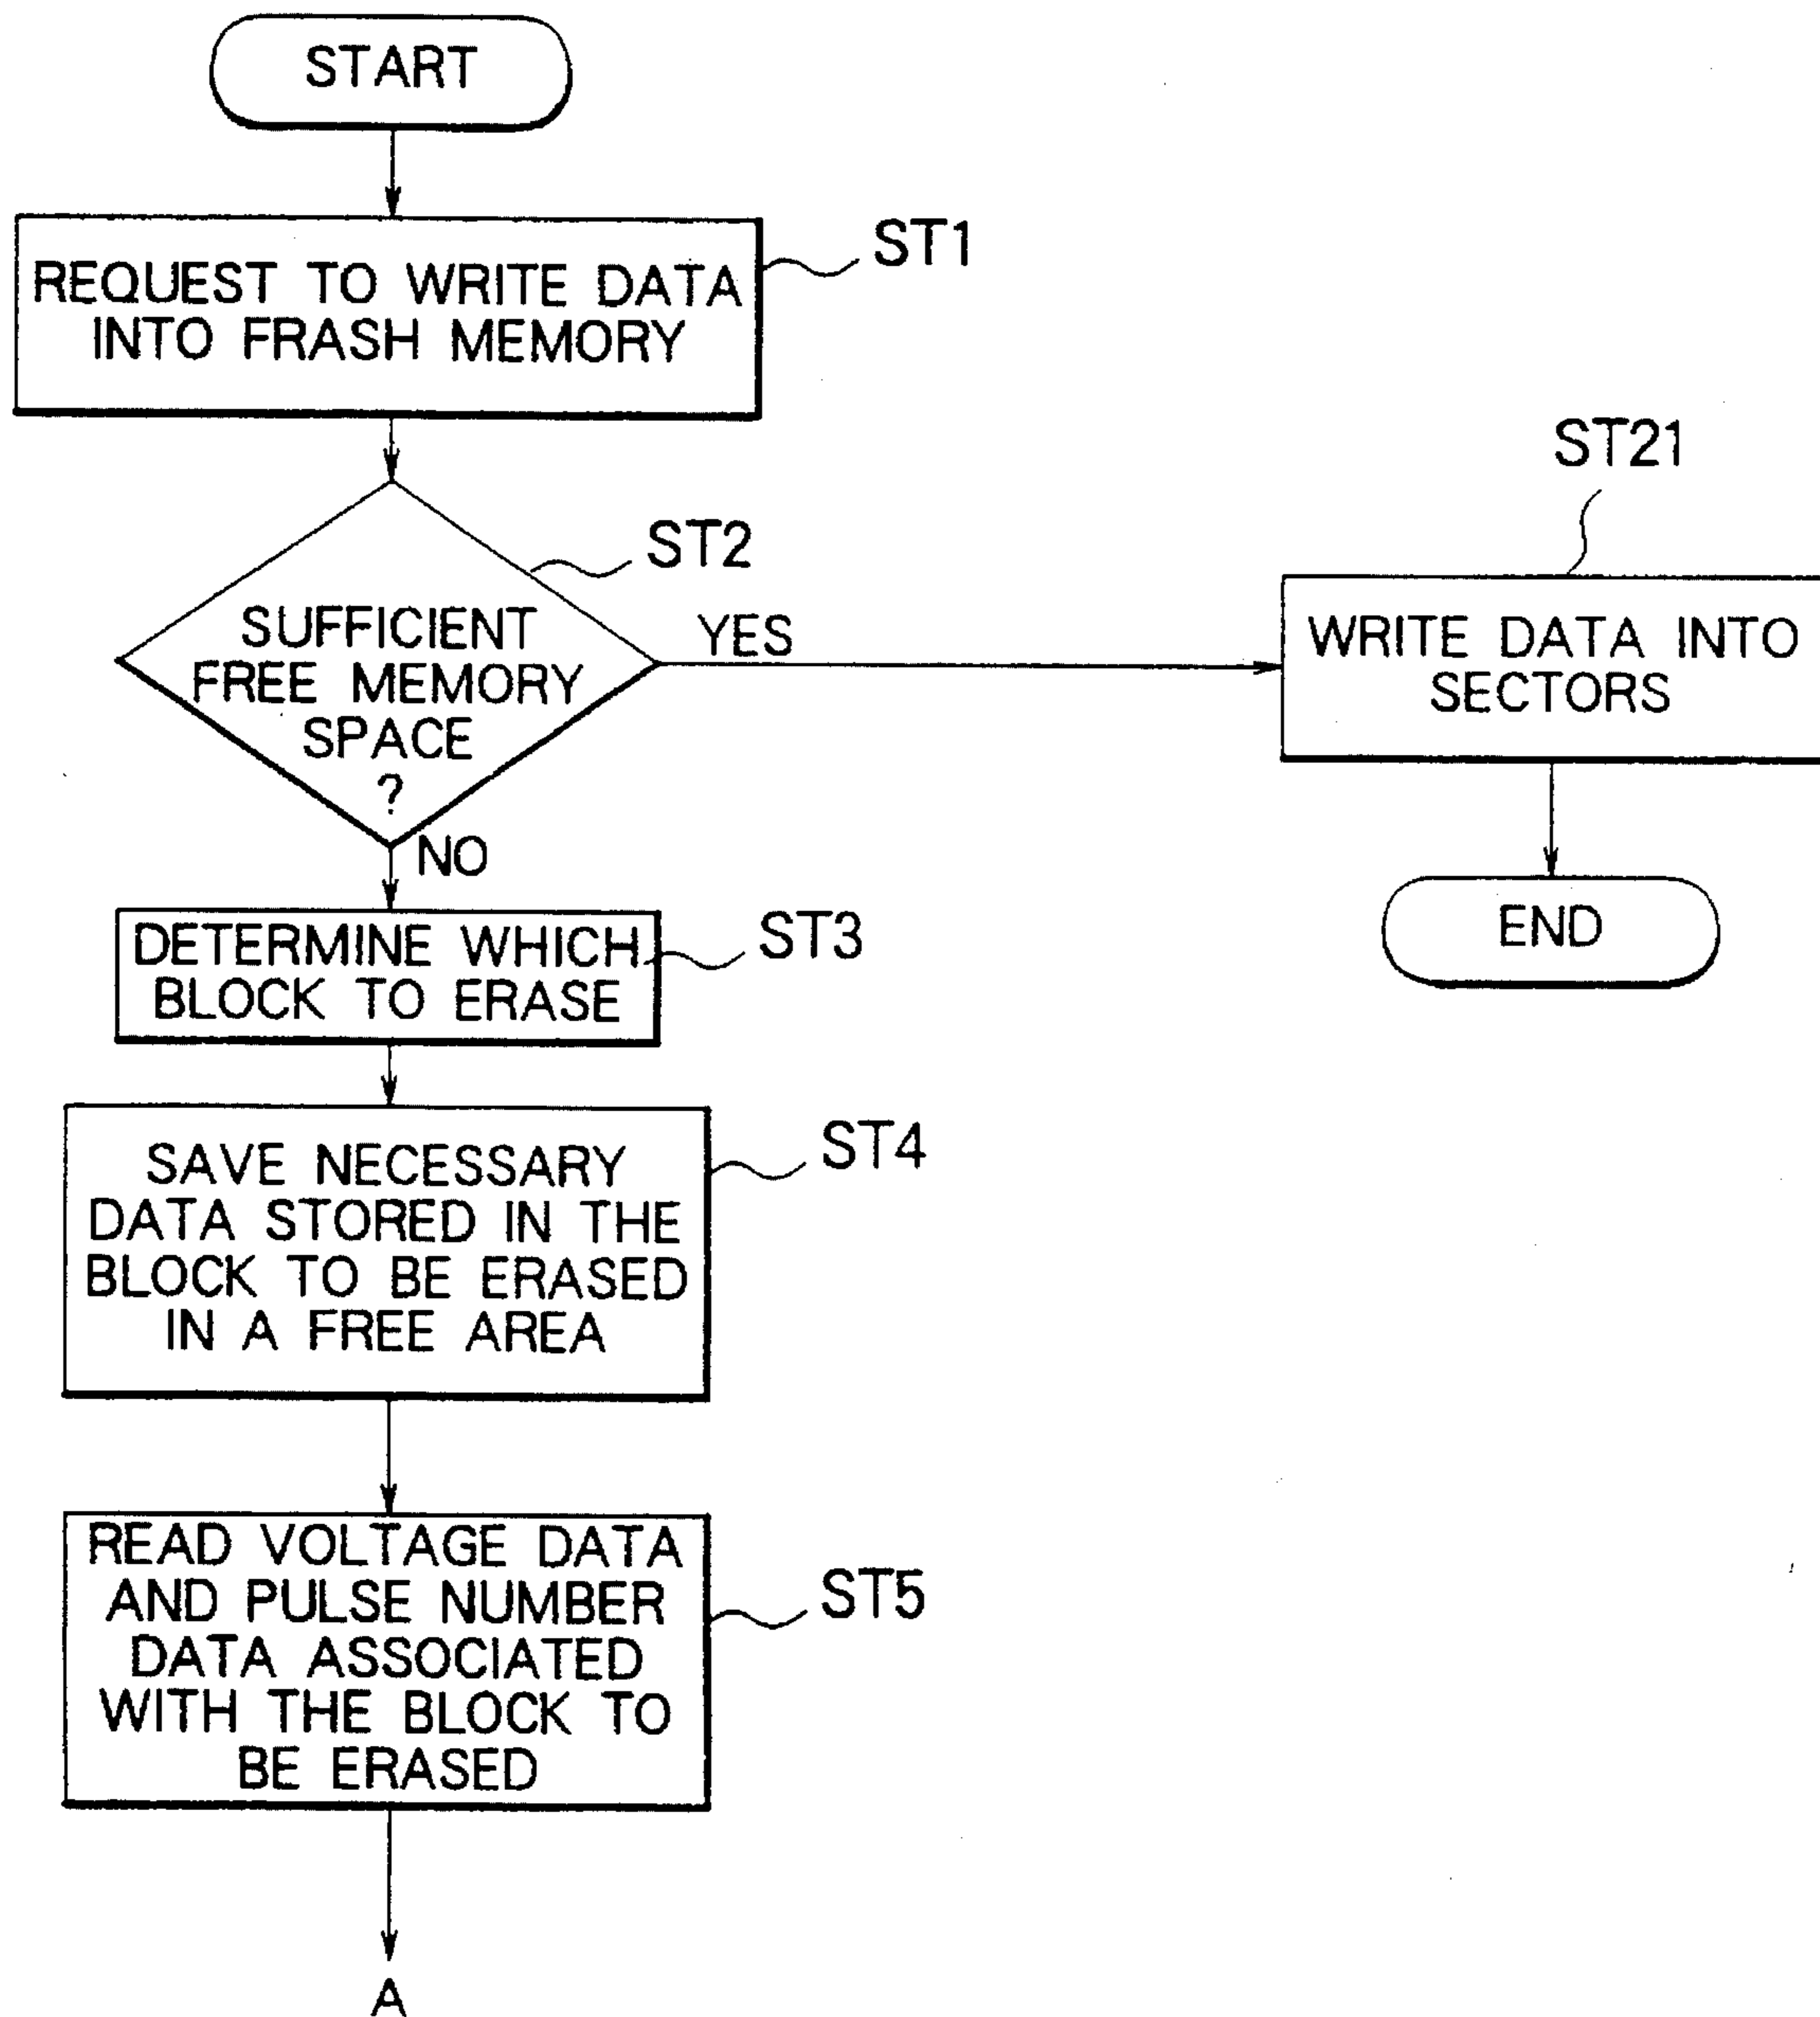 START
ST1
REQUEST TO WRITE DATA
INTO FRASH MEMORY
ST21
ST2
SUFFICIENT
FREE MEMORY
SPACE
?
YES
WRITE DATA INTO
SECTORS
NO
END
ST3
DETERMINE WHICH
BLOCK TO ERASE
ST4
SAVE NECESSARY
DATA STORED IN THE
BLOCK TO BE ERASED
IN A FREE AREA
READ VOLTAGE DATA
AND PULSE NUMBER
DATA ASSOCIATED
WITH THE BLOCK TO
BE ERASED
ST5
A